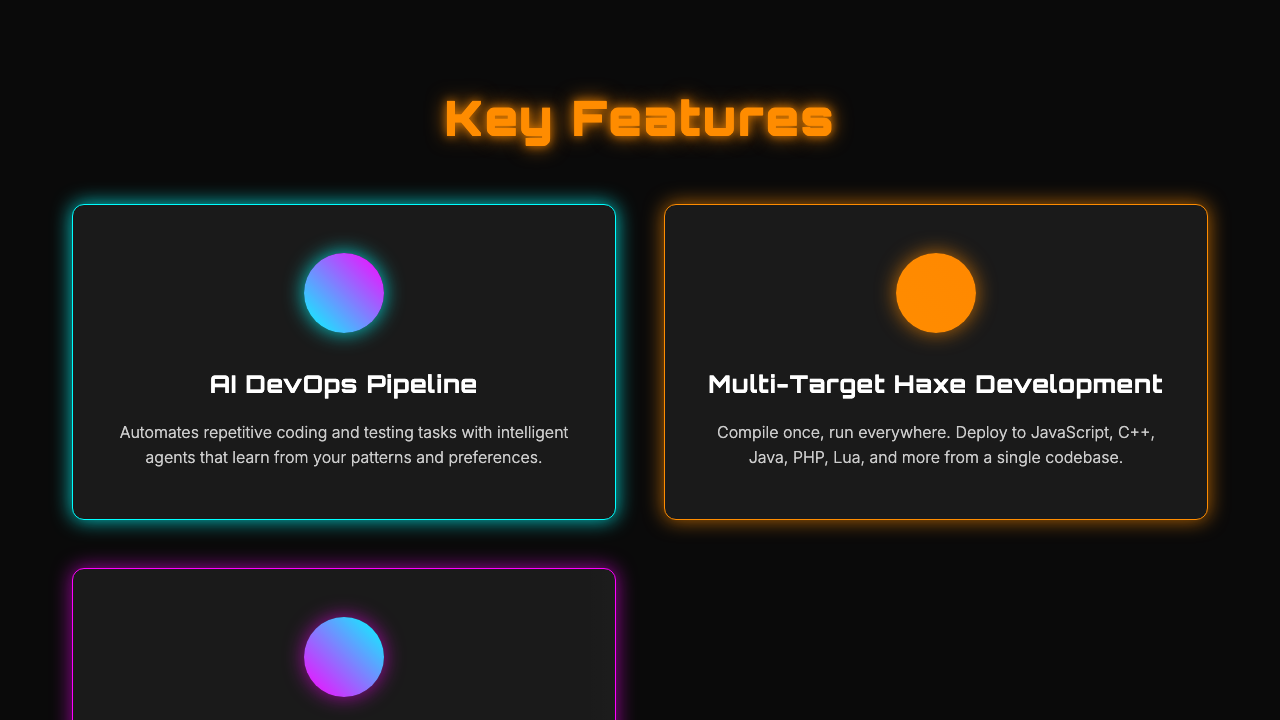 Key Features
AI DevOps Pipeline
Automates repetitive coding and testing tasks with intelligent
agents that learn from your patterns and preferences.
Multi-Target Haxe Development
Compile once, run everywhere. Deploy to JavaScript, C++,
Java, PHP, Lua, and more from a single codebase.